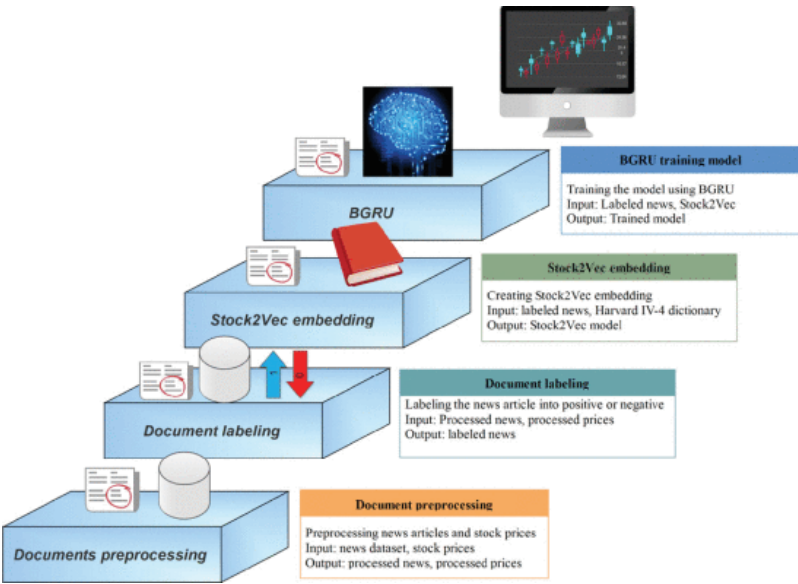 BGRU training model
Training the model using BGRU
Input: Labeled news, Stock2Vec
Output: Trained model
BGRU
Stock2Vec embedding
Creating Stock2Vec embedding
Input: labeled news, Harvard IV-4 dictionary
Output: Stock2Vec model
Stock2Vec embedding
1
0
Document labeling
Labeling the news article into positive or negative
Input: Processed news, processed prices
Output: labeled news
Document labeling
Document preprocessing
Preprocessing news articles and stock prices
Input: news dataset, stock prices
Output: processed news, processed prices
Documents preprocessing